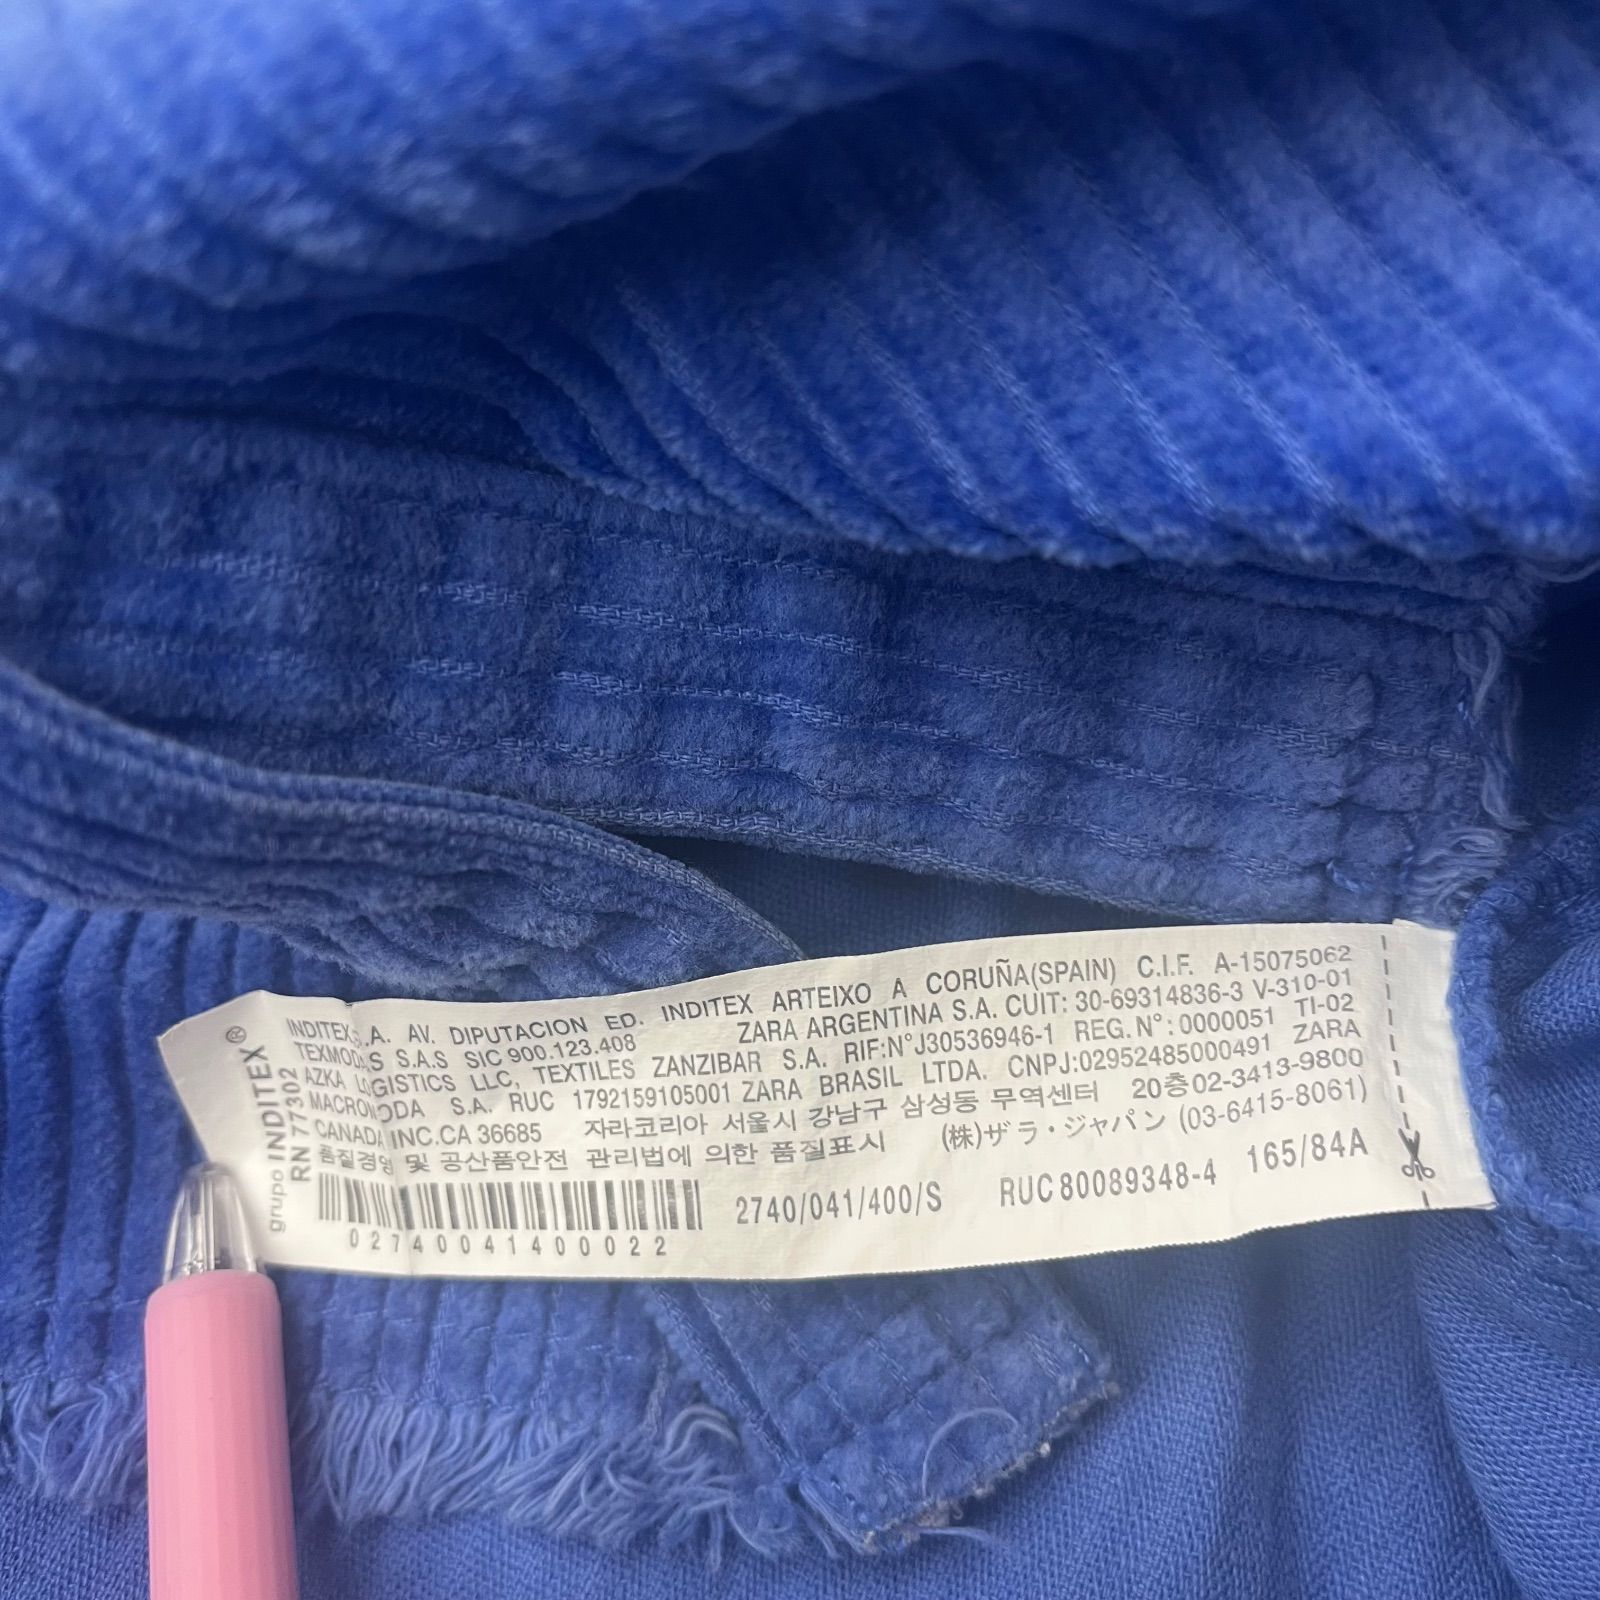 grupo INDITEX®
RN 77302
INDITEX S.A. AV. DIPUTACION ED. INDITEX ARTEIXO A CORUÑA(SPAIN) C.I.F. A-15075062
TEXMODAS S.A.S SIC 900.123.408 ZARA ARGENTINA S.A. CUIT: 30-69314836-3 V-310-01
AZKA LOGISTICS LLC, TEXTILES ZANZIBAR S.A. RIF:N°J30536946-1 REG.N°:0000051 TI-02
MACROMODA S.A. RUC 1792159105001 ZARA BRASIL LTDA. CNPJ:02952485000491 ZARA
CANADA INC.CA 36685 자라코리아 서울시 강남구 삼성동 무역센터 20층02-3413-9800
품질경영 및 공산품안전 관리법에 의한 품질표시 (株)ザラ・ジャパン (03-6415-8061)
2740/041/400/S RUC 80089348-4 165/84A
02740041400022